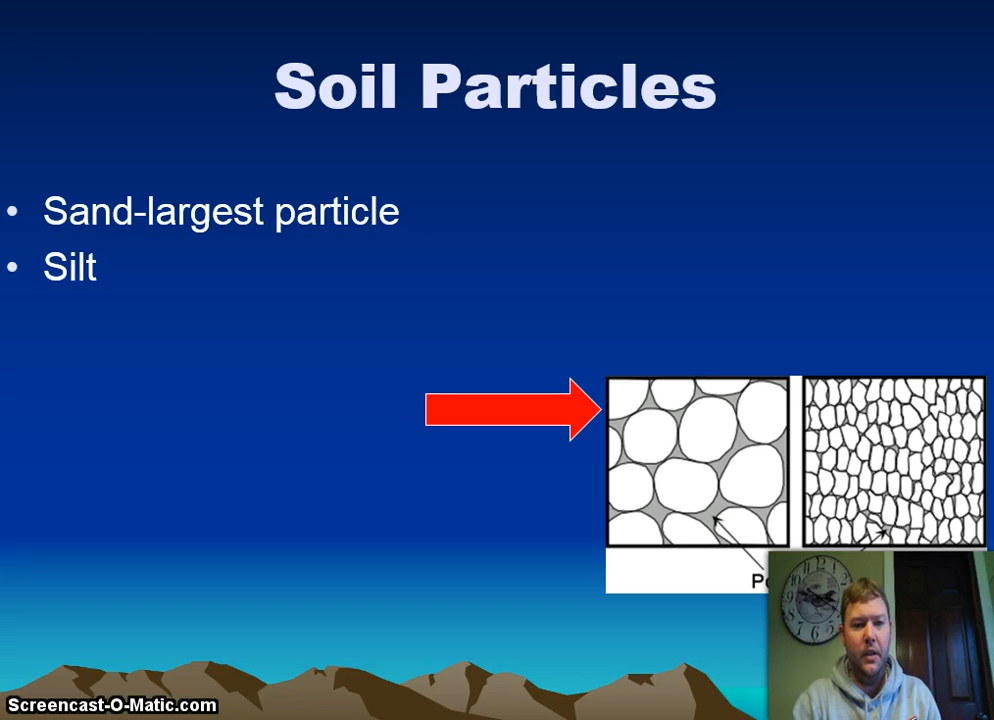 Soil Particles
• Sand-largest particle
• Silt
Screencast-O-Matic.com